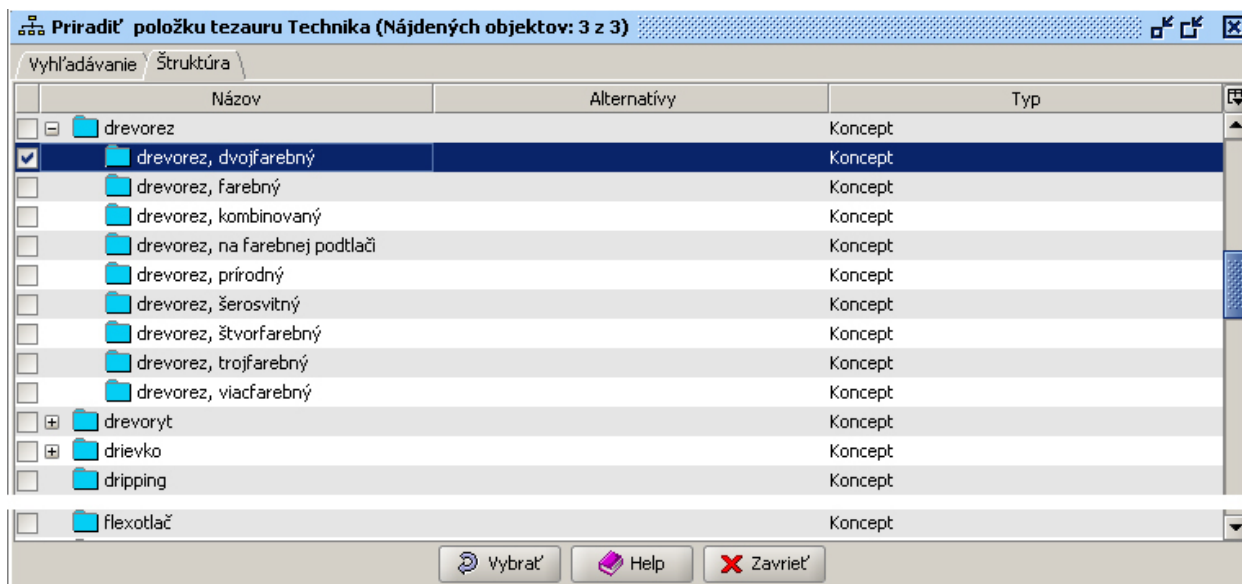 Priradiť položku tezauru Technika (Nájdených objektov: 3 z 3)
Vyhľadávanie Štruktúra
Názov Alternatívy Typ
drevorez Koncept
drevorez, dvojfarebný Koncept
drevorez, farebný Koncept
drevorez, kombinovaný Koncept
drevorez, na farebnej podtlači Koncept
drevorez, prírodný Koncept
drevorez, šerosvitný Koncept
drevorez, štvorfarebný Koncept
drevorez, trojfarebný Koncept
drevorez, viacfarebný Koncept
drevoryt Koncept
drievko Koncept
dripping Koncept
flexotlač Koncept
Vybrať Help Zavrieť